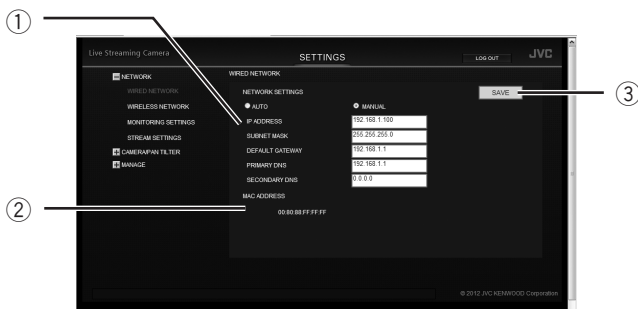 ①
Live Streaming Camera
SETTINGS
LOG OUT
JVC
NETWORK
WIRED NETWORK
WIRELESS NETWORK
MONITORING SETTINGS
STREAM SETTINGS
CAMERA/PAN TILTER
MANAGE
WIRED NETWORK
NETWORK SETTINGS
SAVE
③
AUTO
MANUAL
IP ADDRESS 192.168.1.100
SUBNET MASK 255.255.255.0
DEFAULT GATEWAY 192.168.1.1
PRIMARY DNS 192.168.1.1
SECONDARY DNS 0.0.0.0
MAC ADDRESS
②
00:80:88:FF:FF:FF
© 2012 JVC KENWOOD Corporation